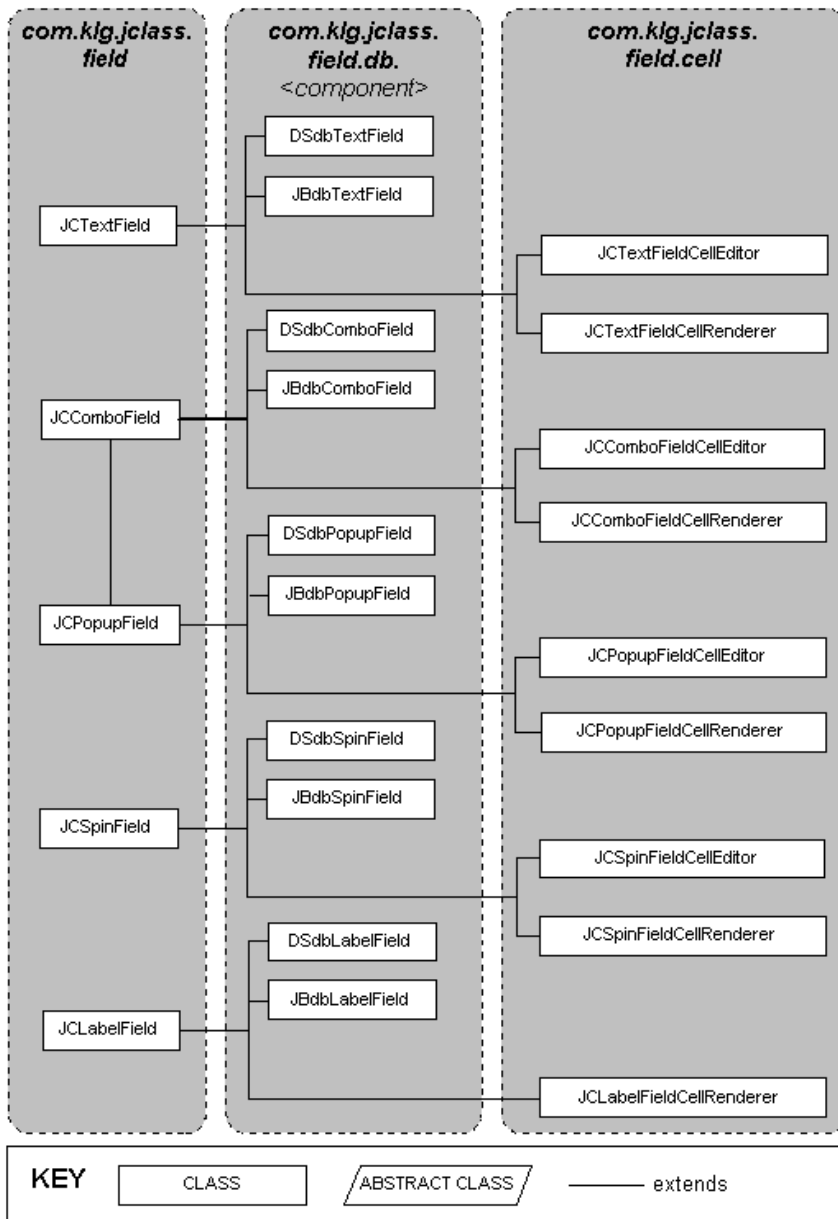 com.klg.jclass.
field
com.klg.jclass.
field.db.
<component>
com.klg.jclass.
field.cell
DSdbTextField
JBdbTextField
JCTextField
JCTextFieldCellEditor
JCTextFieldCellRenderer
DSdbComboField
JBdbComboField
JCComboField
JCComboFieldCellEditor
JCComboFieldCellRenderer
DSdbPopupField
JBdbPopupField
JCPopupField
JCPopupFieldCellEditor
JCPopupFieldCellRenderer
DSdbSpinField
JBdbSpinField
JCSpinField
JCSpinFieldCellEditor
JCSpinFieldCellRenderer
DSdbLabelField
JBdbLabelField
JCLabelField
JCLabelFieldCellRenderer
KEY CLASS ABSTRACT CLASS extends